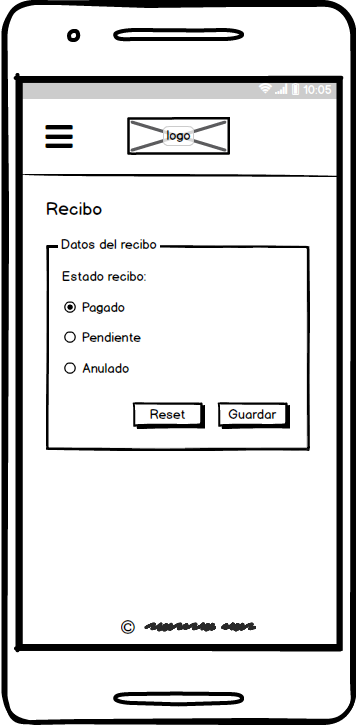 10:05
logo
Recibo
Datos del recibo
Estado recibo:
Pagado
Pendiente
Anulado
Reset Guardar
©